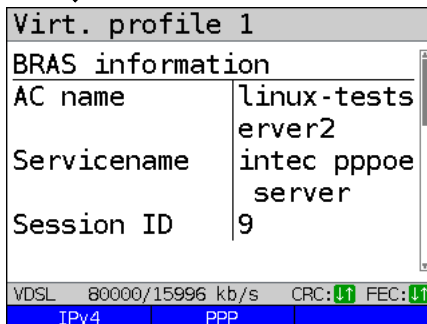 Virt. profile 1
BRAS information
AC name linux-tests
erver2
Servicename intec pppoe
server
Session ID 9
VDSL 80000/15996 kb/s CRC:↓↑ FEC:↓↑
IPv4 PPP